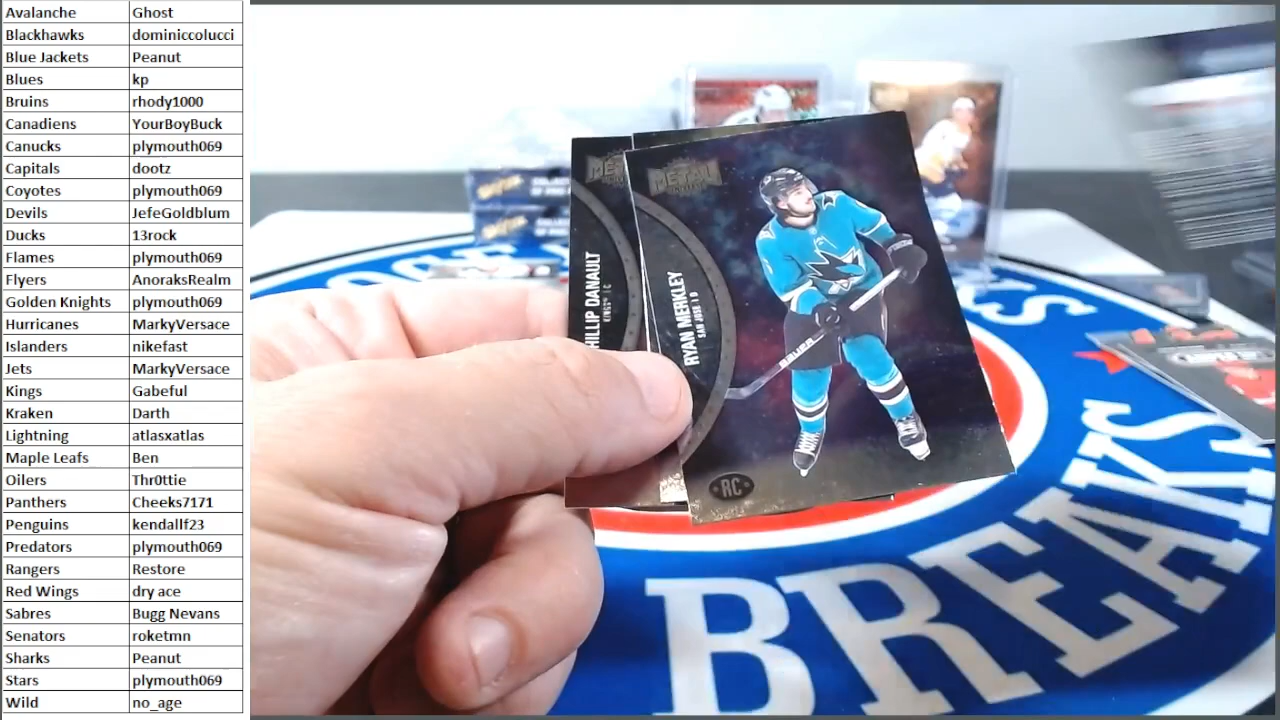 Avalanche Ghost
Blackhawks dominiccolucci
Blue Jackets Peanut
Blues kp
Bruins rhody1000
Canadiens YourBoyBuck
Canucks plymouth069
Capitals dootz
Coyotes plymouth069
Devils JefeGoldblum
Ducks 13rock
Flames plymouth069
Flyers AnoraksRealm
Golden Knights plymouth069
Hurricanes MarkyVersace
Islanders nikefast
Jets MarkyVersace
Kings Gabeful
Kraken Darth
Lightning atlasxatlas
Maple Leafs Ben
Oilers Thr0ttie
Panthers Cheeks7171
Penguins kendallf23
Predators plymouth069
Rangers Restore
Red Wings dry ace
Sabres Bugg Nevans
Senators roketmn
Sharks Peanut
Stars plymouth069
Wild no_age
METAL
HILLIP DANAULT
KINGS | C
METAL
UNIVERSE
RYAN MERKLEY
SAN JOSE | D
BAUER
RC
BREAKS